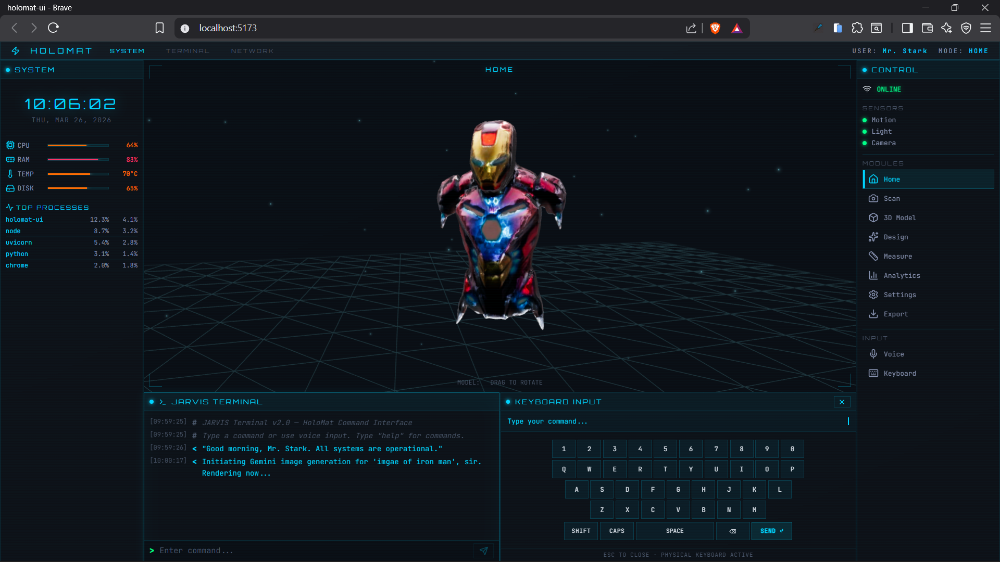 holomat-ui - Brave
localhost:5173
HOLOMAT SYSTEM TERMINAL NETWORK USER: Mr. Stark MODE: HOME
SYSTEM
10:06:02
THU, MAR 26, 2026
CPU 64%
RAM 83%
TEMP 70°C
DISK 65%
TOP PROCESSES
holomat-ui 12.3% 4.1%
node 8.7% 3.2%
uvicorn 5.4% 2.8%
python 3.1% 1.4%
chrome 2.0% 1.8%
HOME
MODEL: DRAG TO ROTATE
>_ JARVIS TERMINAL
[09:59:25] # JARVIS Terminal v2.0 — HoloMat Command Interface
[09:59:25] # Type a command or use voice input. Type "help" for commands.
[09:59:26] < "Good morning, Mr. Stark. All systems are operational."
[10:00:17] < Initiating Gemini image generation for 'imgae of iron man', sir.
Rendering now...
> Enter command...
KEYBOARD INPUT
Type your command...
1 2 3 4 5 6 7 8 9 0
Q W E R T Y U I O P
A S D F G H J K L
Z X C V B N M
SHIFT CAPS SPACE ⌫ SEND ↵
ESC TO CLOSE · PHYSICAL KEYBOARD ACTIVE
CONTROL
ONLINE
SENSORS
Motion
Light
Camera
MODULES
Home
Scan
3D Model
Design
Measure
Analytics
Settings
Export
INPUT
Voice
Keyboard